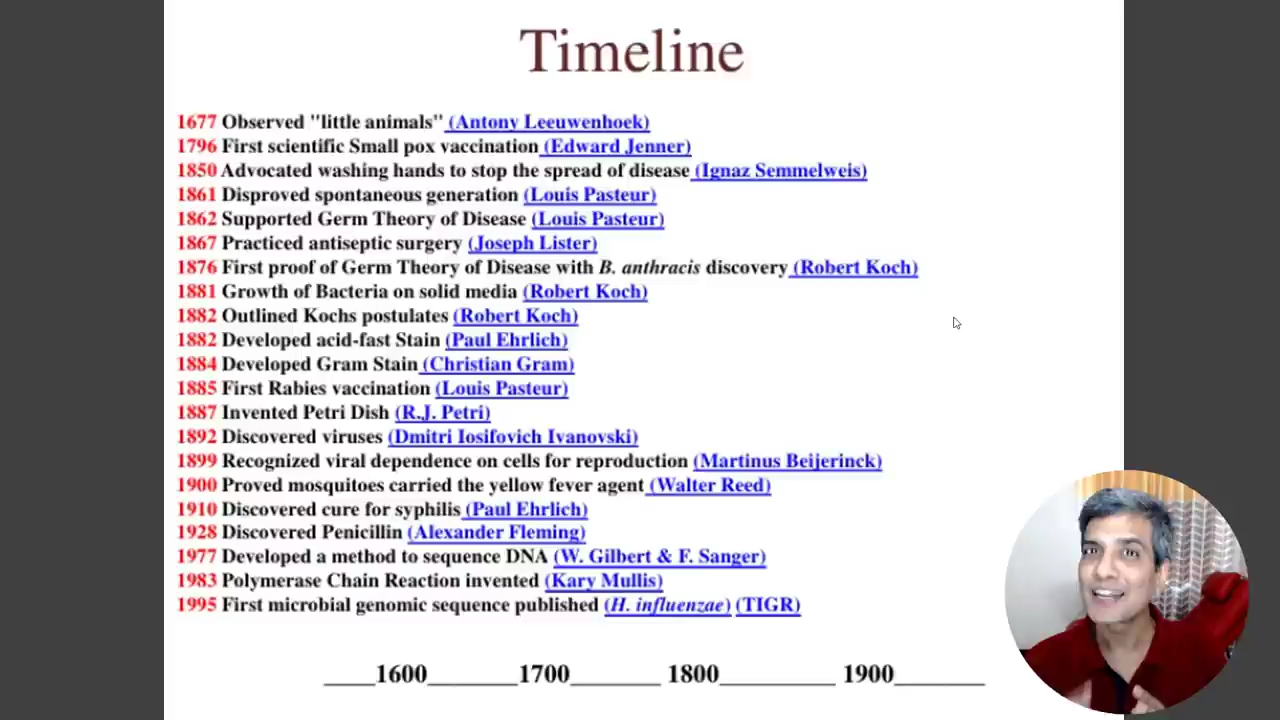 Timeline
1677 Observed "little animals" (Antony Leeuwenhoek)
1796 First scientific Small pox vaccination (Edward Jenner)
1850 Advocated washing hands to stop the spread of disease (Ignaz Semmelweis)
1861 Disproved spontaneous generation (Louis Pasteur)
1862 Supported Germ Theory of Disease (Louis Pasteur)
1867 Practiced antiseptic surgery (Joseph Lister)
1876 First proof of Germ Theory of Disease with B. anthracis discovery (Robert Koch)
1881 Growth of Bacteria on solid media (Robert Koch)
1882 Outlined Kochs postulates (Robert Koch)
1882 Developed acid-fast Stain (Paul Ehrlich)
1884 Developed Gram Stain (Christian Gram)
1885 First Rabies vaccination (Louis Pasteur)
1887 Invented Petri Dish (R.J. Petri)
1892 Discovered viruses (Dmitri Iosifovich Ivanovski)
1899 Recognized viral dependence on cells for reproduction (Martinus Beijerinck)
1900 Proved mosquitoes carried the yellow fever agent (Walter Reed)
1910 Discovered cure for syphilis (Paul Ehrlich)
1928 Discovered Penicillin (Alexander Fleming)
1977 Developed a method to sequence DNA (W. Gilbert & F. Sanger)
1983 Polymerase Chain Reaction invented (Kary Mullis)
1995 First microbial genomic sequence published (H. influenzae) (TIGR)
____1600_______1700_______ 1800_________ 1900_______